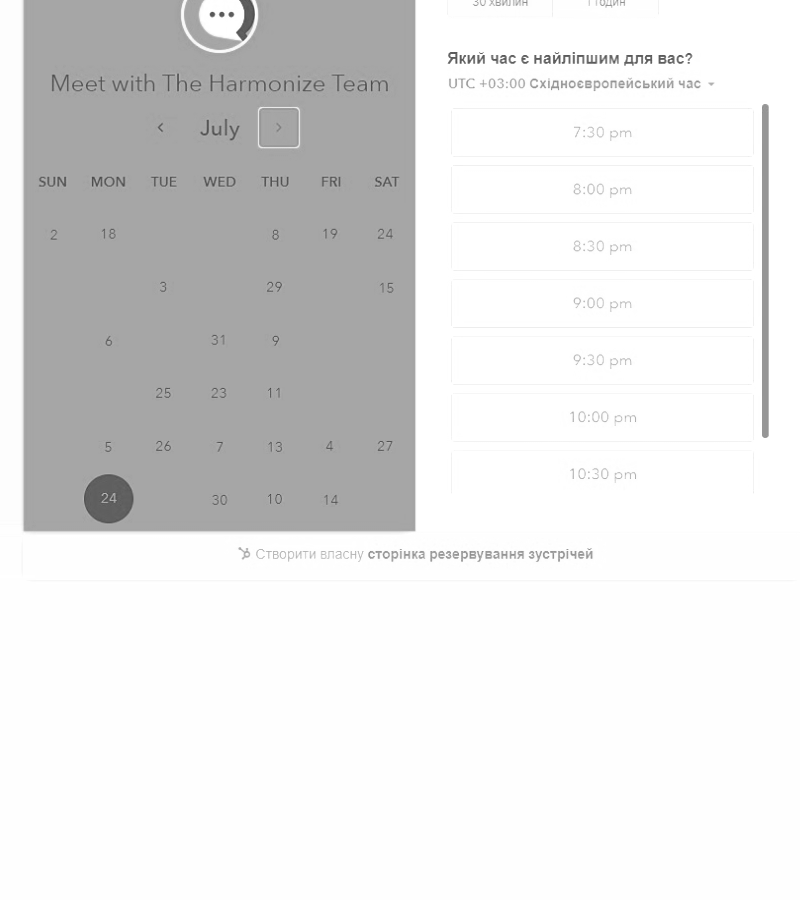 30 хвилин 1 годин
Meet with The Harmonize Team
July
SUN MON TUE WED THU FRI SAT
2 18 8 19 24
3 29 15
6 31 9
25 23 11
5 26 7 13 4 27
24 30 10 14
Який час є найліпшим для вас?
UTC +03:00 Східноєвропейський час
7:30 pm
8:00 pm
8:30 pm
9:00 pm
9:30 pm
10:00 pm
10:30 pm
Створити власну сторінка резервування зустрічей